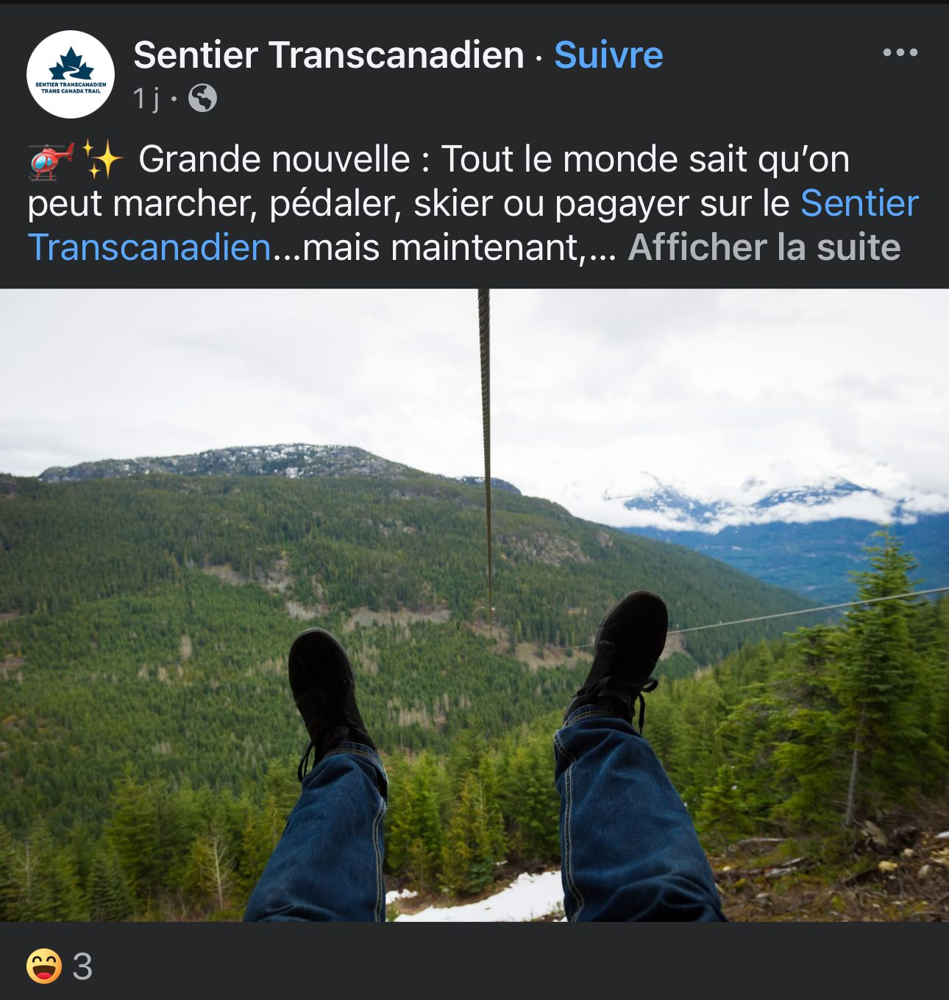 Sentier Transcanadien · Suivre
SENTIER TRANSCANADIEN
TRANS CANADA TRAIL
1 j ·
🚁✨ Grande nouvelle : Tout le monde sait qu’on
peut marcher, pédaler, skier ou pagayer sur le Sentier
Transcanadien...mais maintenant,... Afficher la suite
3